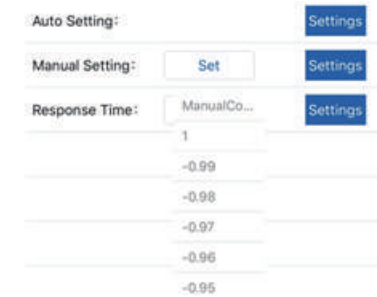 Auto Setting: Settings
Manual Setting: Set Settings
Response Time: ManualCo... Settings
1
-0.99
-0.98
-0.97
-0.96
-0.95